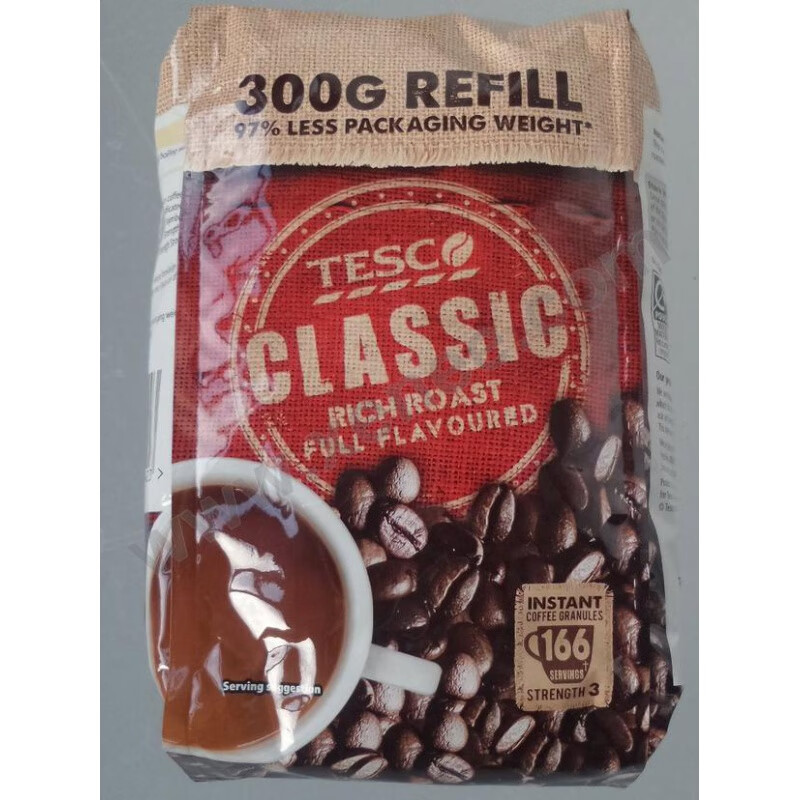 300G REFILL
97% LESS PACKAGING WEIGHT*
TESCO
CLASSIC
RICH ROAST
FULL FLAVOURED
INSTANT
COFFEE GRANULES
166
SERVINGS†
STRENGTH 3
Serving suggestion